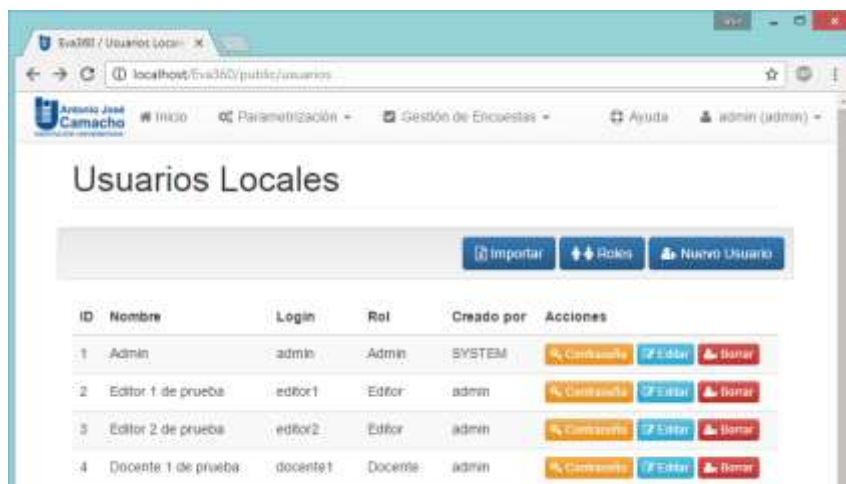 Eva360 / Usuarios Local
localhost/Eva360/public/usuarios
Antonio José
Camacho
Inicio
Parametrización
Gestión de Encuestas
Ayuda
admin (admin)
Usuarios Locales
Importar
Roles
Nuevo Usuario
ID Nombre Login Rol Creado por Acciones
1 Admin admin Admin SYSTEM Contraseña Editar Borrar
2 Editor 1 de prueba editor1 Editor admin Contraseña Editar Borrar
3 Editor 2 de prueba editor2 Editor admin Contraseña Editar Borrar
4 Docente 1 de prueba docente1 Docente admin Contraseña Editar Borrar